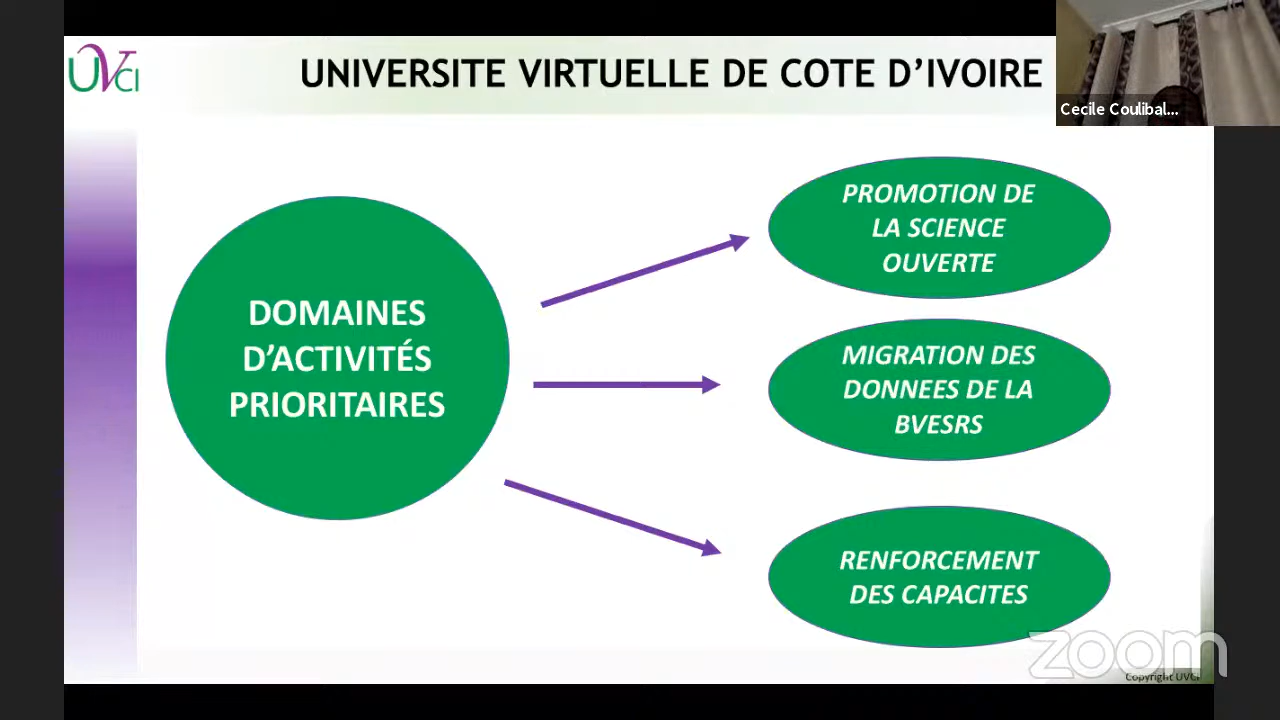 UVCI
UNIVERSITE VIRTUELLE DE COTE D’IVOIRE
Cecile Coulibal...
DOMAINES
D’ACTIVITÉS
PRIORITAIRES
PROMOTION DE
LA SCIENCE
OUVERTE
MIGRATION DES
DONNEES DE LA
BVESRS
RENFORCEMENT
DES CAPACITES
zoom
Copyright UVCI